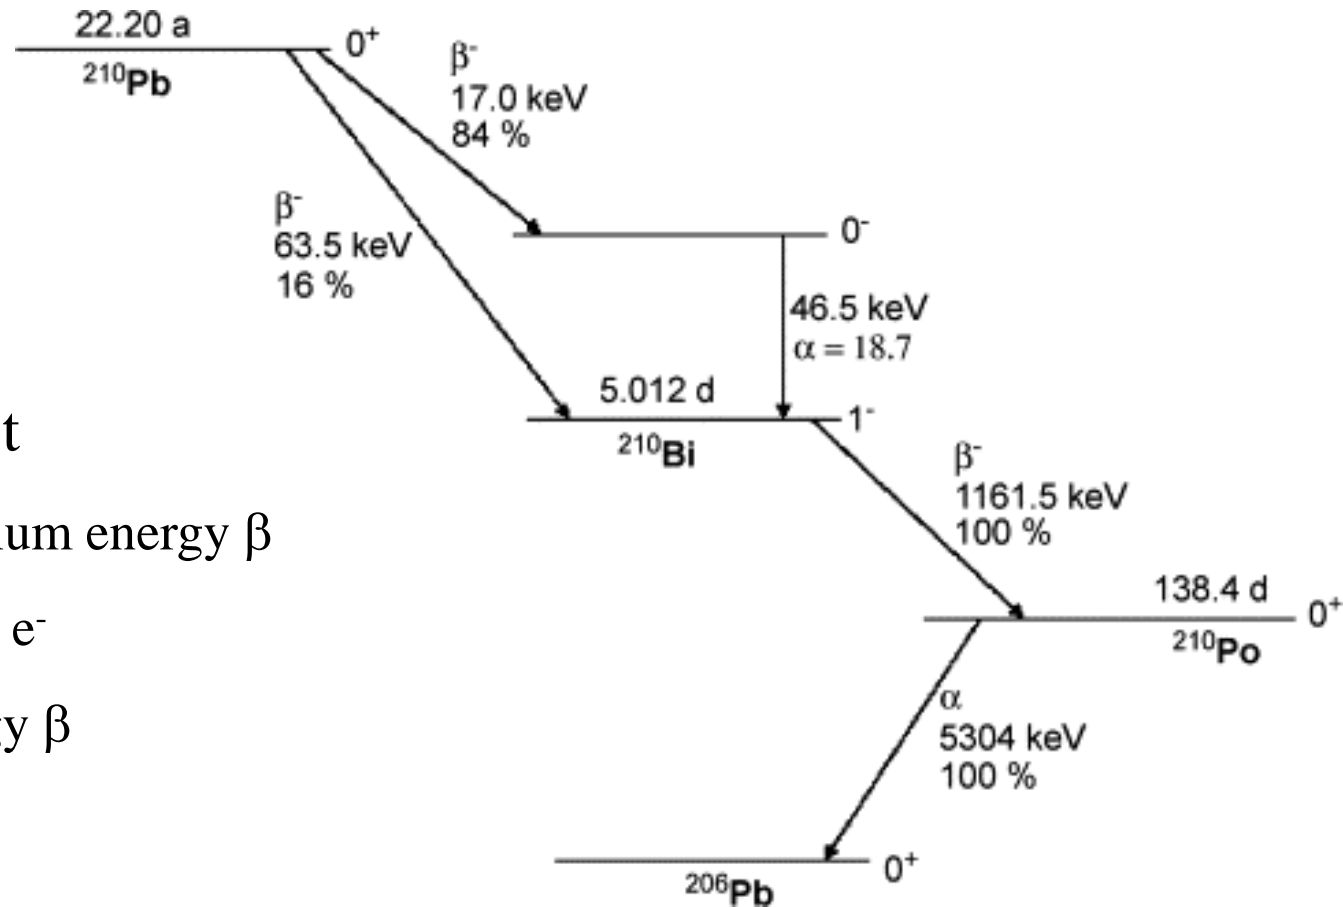 22.20 a
0⁺
²¹⁰Pb
β⁻
17.0 keV
84 %
β⁻
63.5 keV
16 %
0⁻
46.5 keV
α = 18.7
5.012 d
1⁻
²¹⁰Bi
β⁻
1161.5 keV
100 %
138.4 d
0⁺
²¹⁰Po
α
5304 keV
100 %
0⁺
²⁰⁶Pb
t
um energy β
e⁻
y β